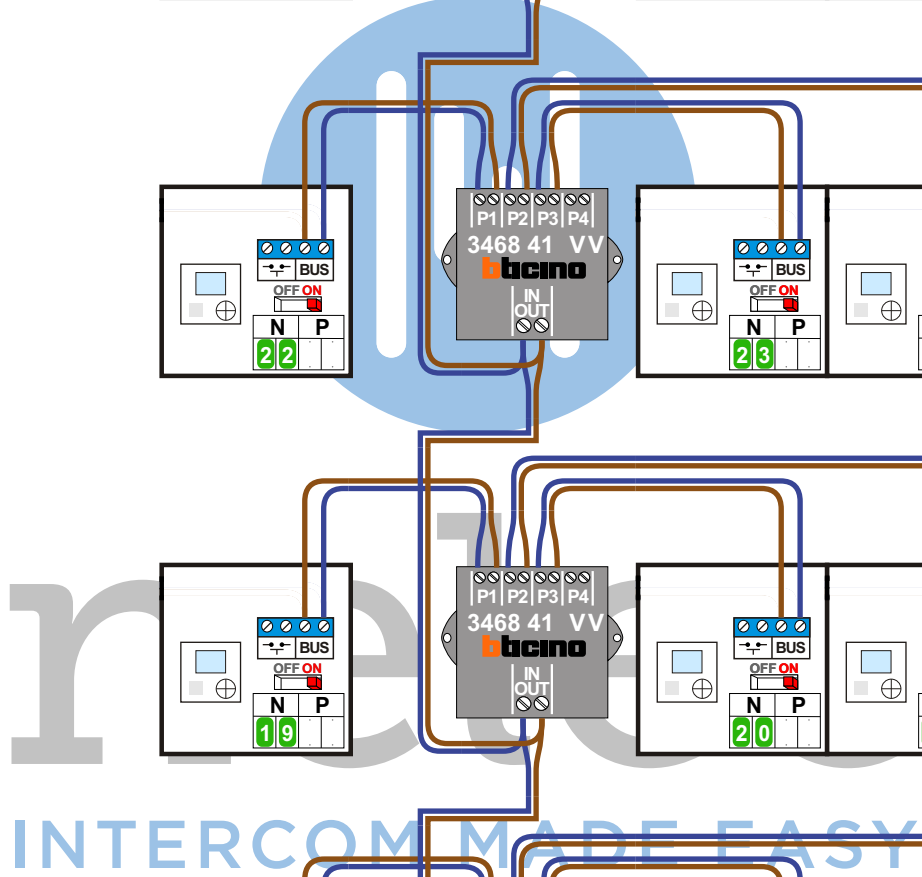 P1 P2 P3 P4
3468 41 VV
bticino
IN
OUT
BUS
OFF ON
N P
2 2
BUS
OFF ON
N P
2 3
P1 P2 P3 P4
3468 41 VV
bticino
IN
OUT
BUS
OFF ON
N P
1 9
BUS
OFF ON
N P
2 0
INTERCOM MADE EASY